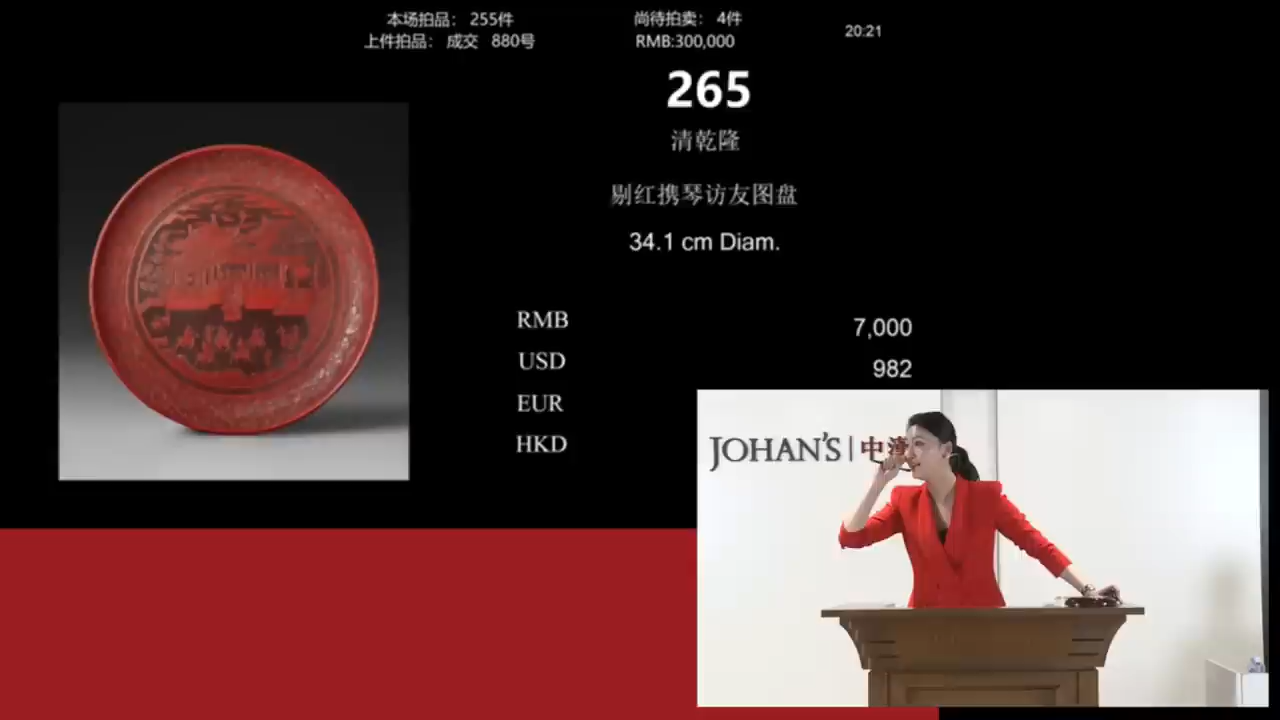 本场拍品： 255件
尚待拍卖： 4件
上件拍品： 成交 880号
RMB:300,000
20:21
265
清乾隆
剔红携琴访友图盘
34.1 cm Diam.
RMB 7,000
USD 982
EUR
HKD
JOHAN'S | 中